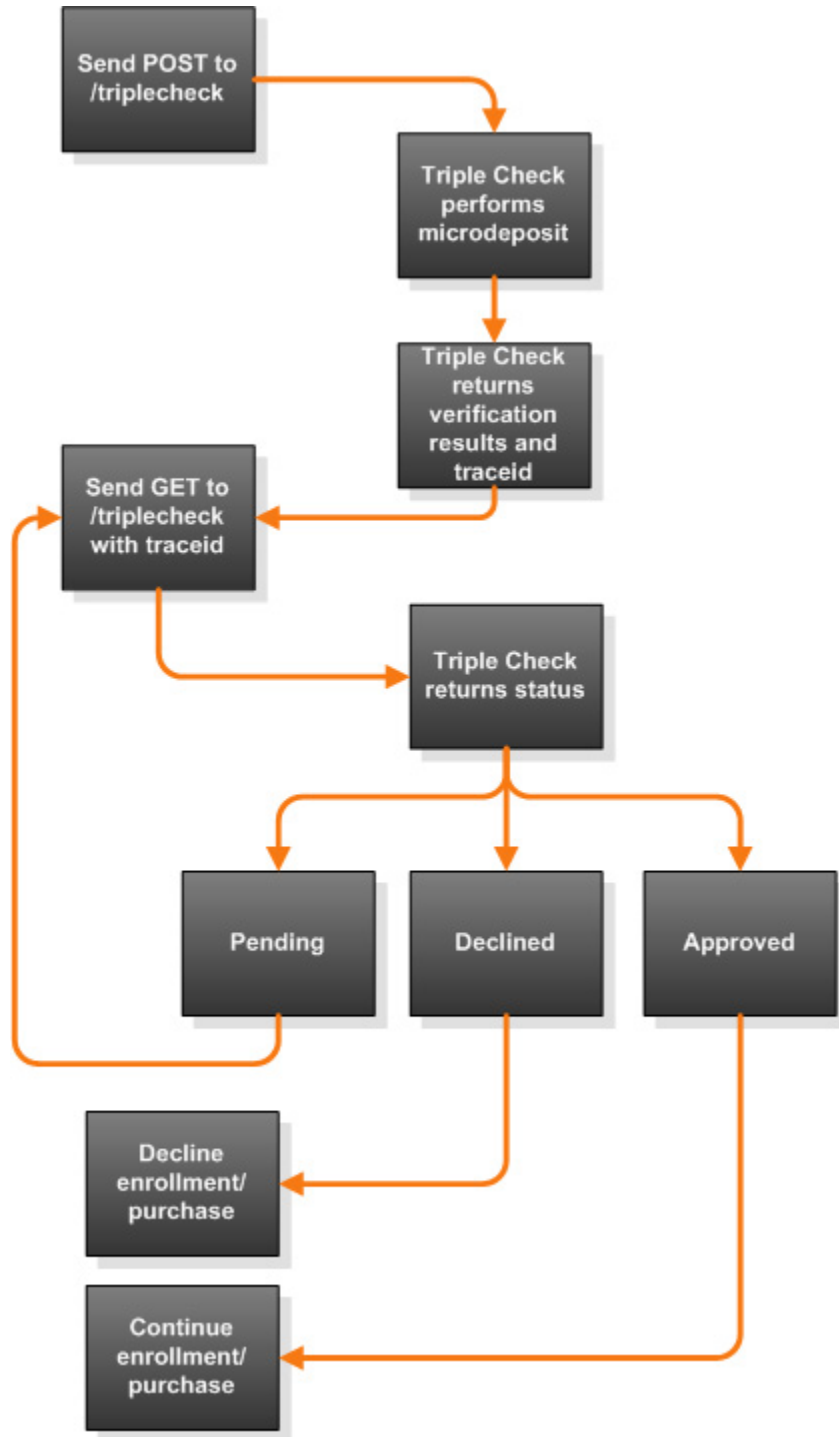 Send POST to
/triplecheck
Triple Check
performs
microdeposit
Triple Check
returns
verification
results and
traceid
Send GET to
/triplecheck
with traceid
Triple Check
returns status
Pending
Declined
Approved
Decline
enrollment/
purchase
Continue
enrollment/
purchase